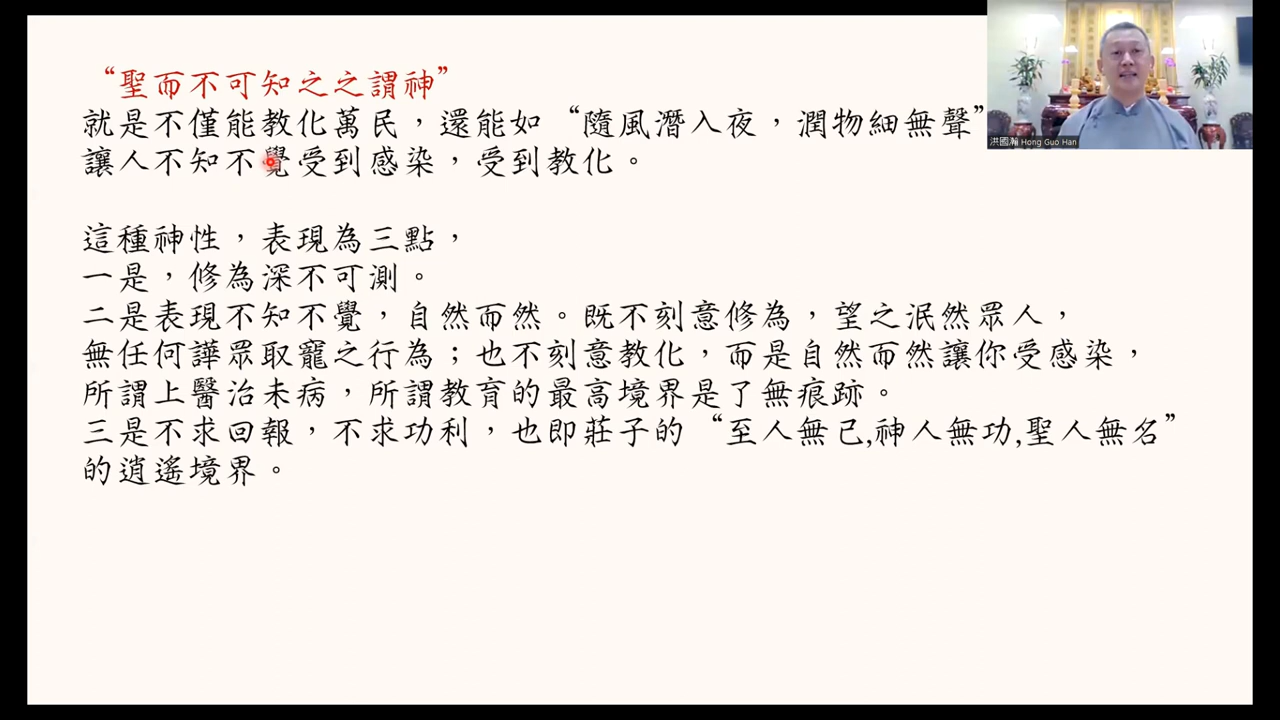 “聖而不可知之之謂神”
就是不僅能教化萬民，還能如“隨風潛入夜，潤物細無聲”
讓人不知不覺受到感染，受到教化。
這種神性，表現為三點，
一是，修為深不可測。
二是表現不知不覺，自然而然。既不刻意修為，望之泯然眾人，
無任何譁眾取寵之行為；也不刻意教化，而是自然而然讓你受感染，
所謂上醫治未病，所謂教育的最高境界是了無痕跡。
三是不求回報，不求功利，也即莊子的“至人無己,神人無功,聖人無名”
的逍遙境界。
洪國瀚 Hong Guo Han